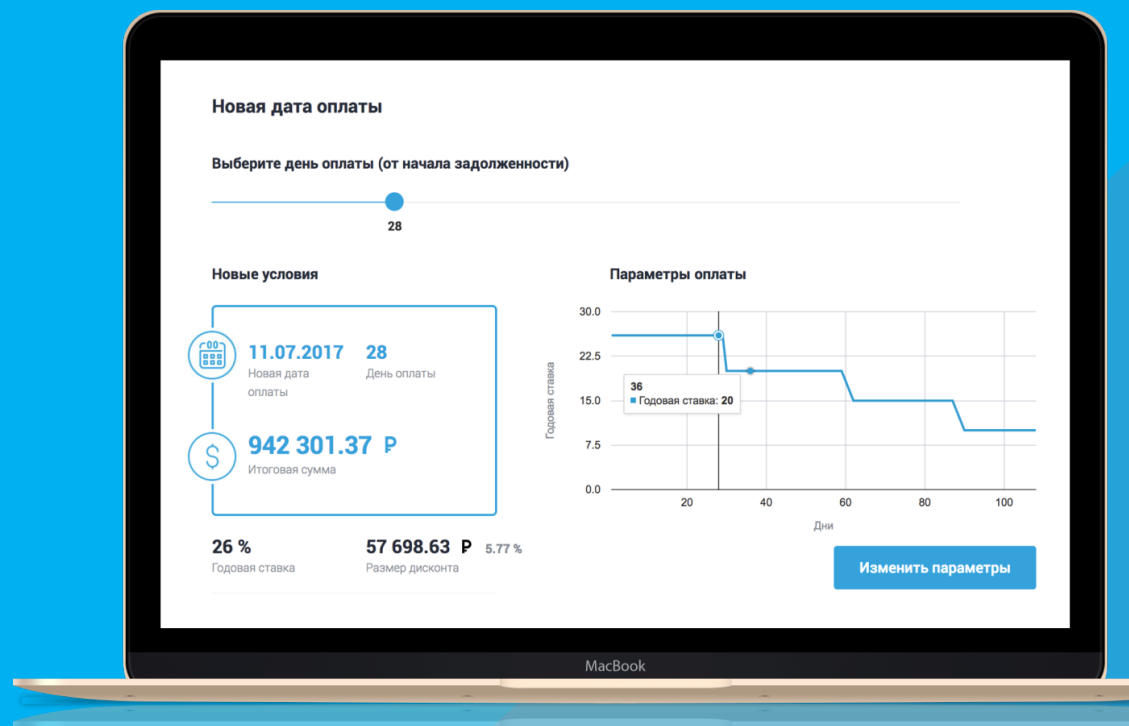 Новая дата оплаты
Выберите день оплаты (от начала задолженности)
28
Новые условия
11.07.2017
Новая дата
оплаты
28
День оплаты
942 301.37 ₽
Итоговая сумма
26 %
Годовая ставка
57 698.63 ₽ 5.77 %
Размер дисконта
Параметры оплаты
30.0
22.5
15.0
7.5
0.0
Годовая ставка
36
Годовая ставка: 20
20 40 60 80 100
Дни
Изменить параметры
MacBook